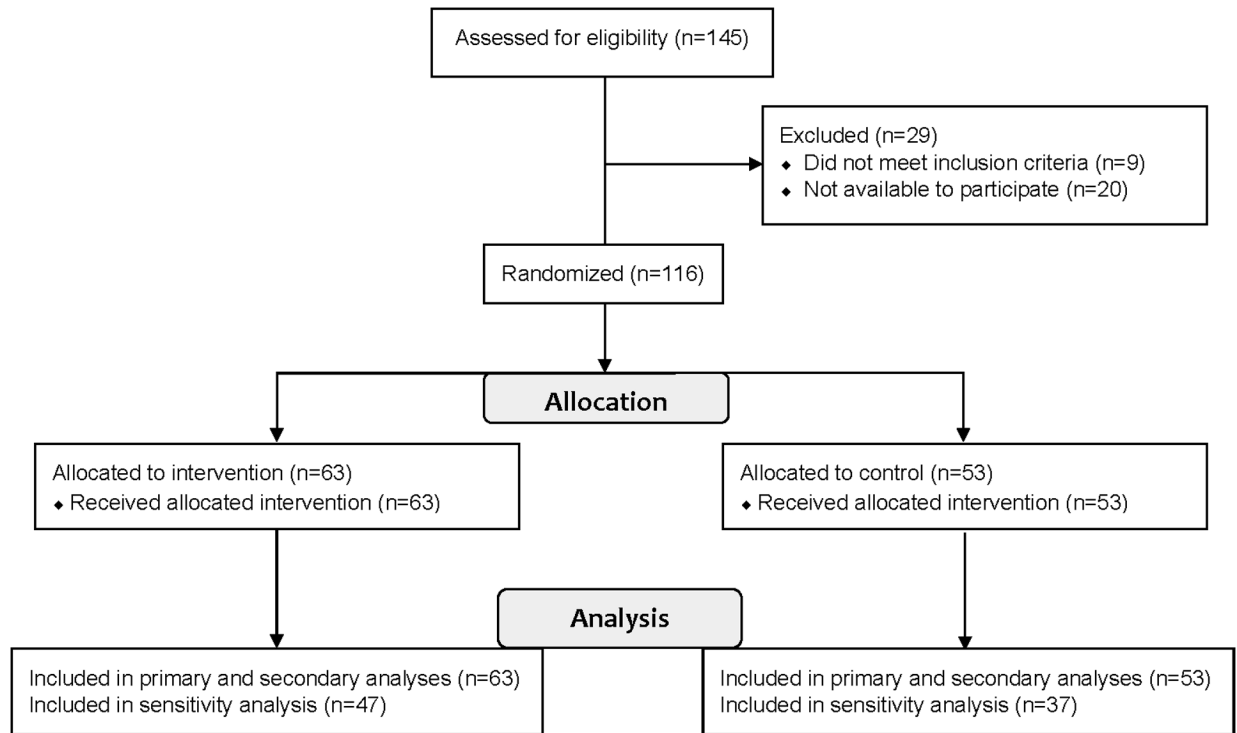 Assessed for eligibility (n=145)
Excluded (n=29)
◆ Did not meet inclusion criteria (n=9)
◆ Not available to participate (n=20)
Randomized (n=116)
Allocation
Allocated to intervention (n=63)
◆ Received allocated intervention (n=63)
Allocated to control (n=53)
◆ Received allocated intervention (n=53)
Analysis
Included in primary and secondary analyses (n=63)
Included in sensitivity analysis (n=47)
Included in primary and secondary analyses (n=53)
Included in sensitivity analysis (n=37)